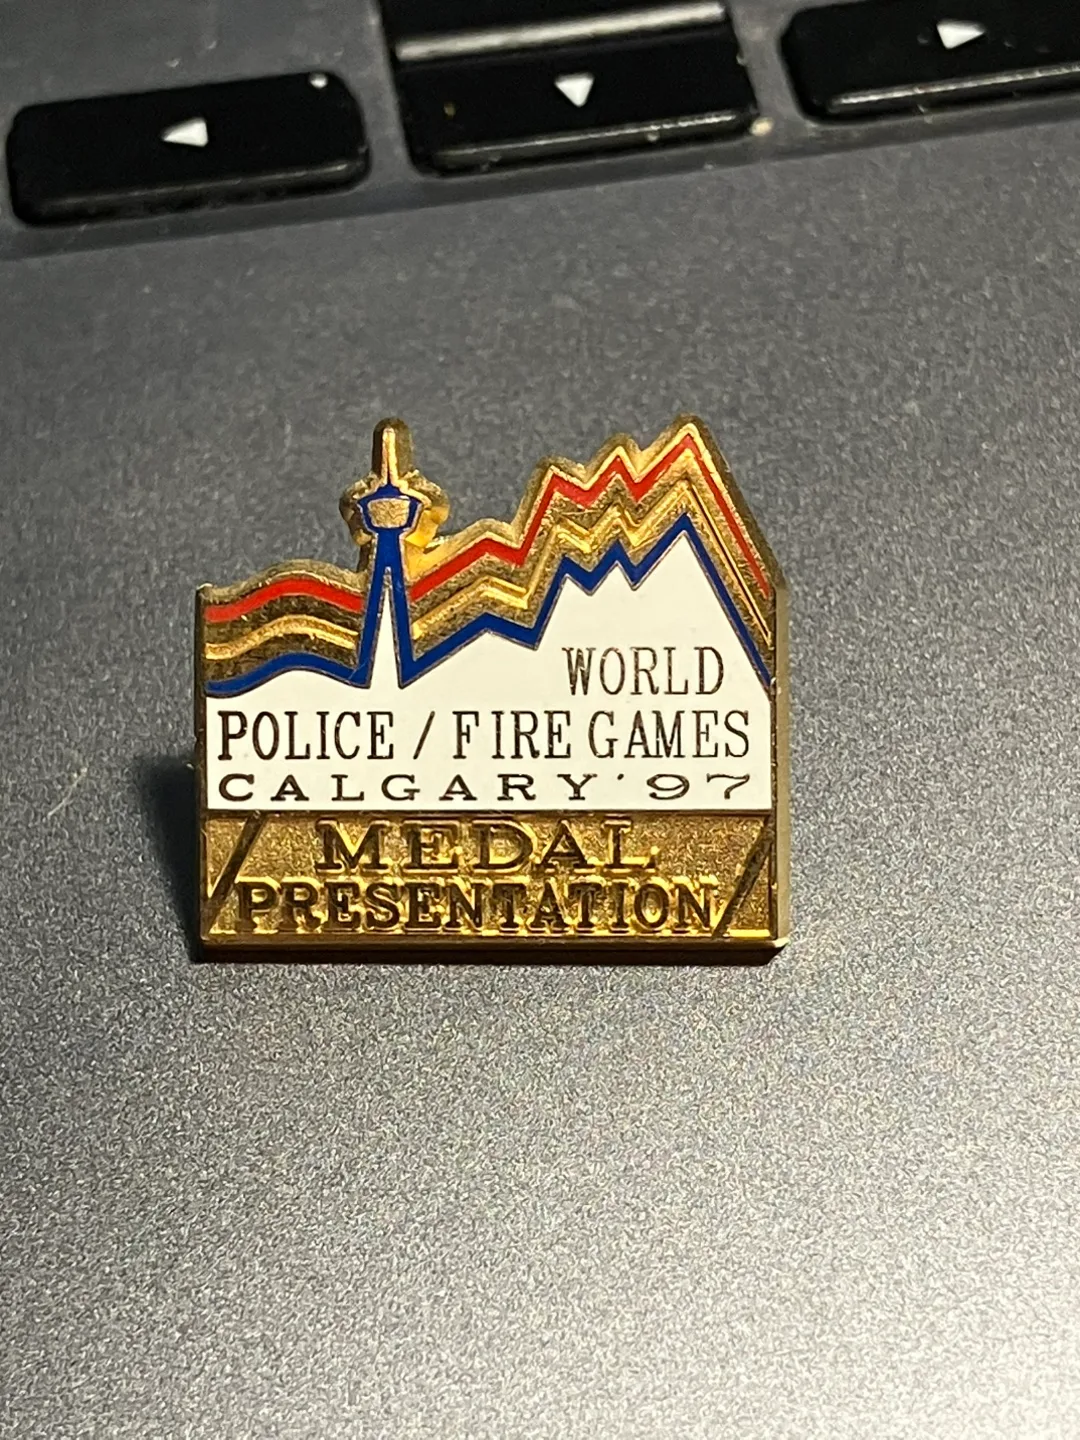 WORLD
POLICE / FIRE GAMES
CALGARY '97
MEDAL
PRESENTATION